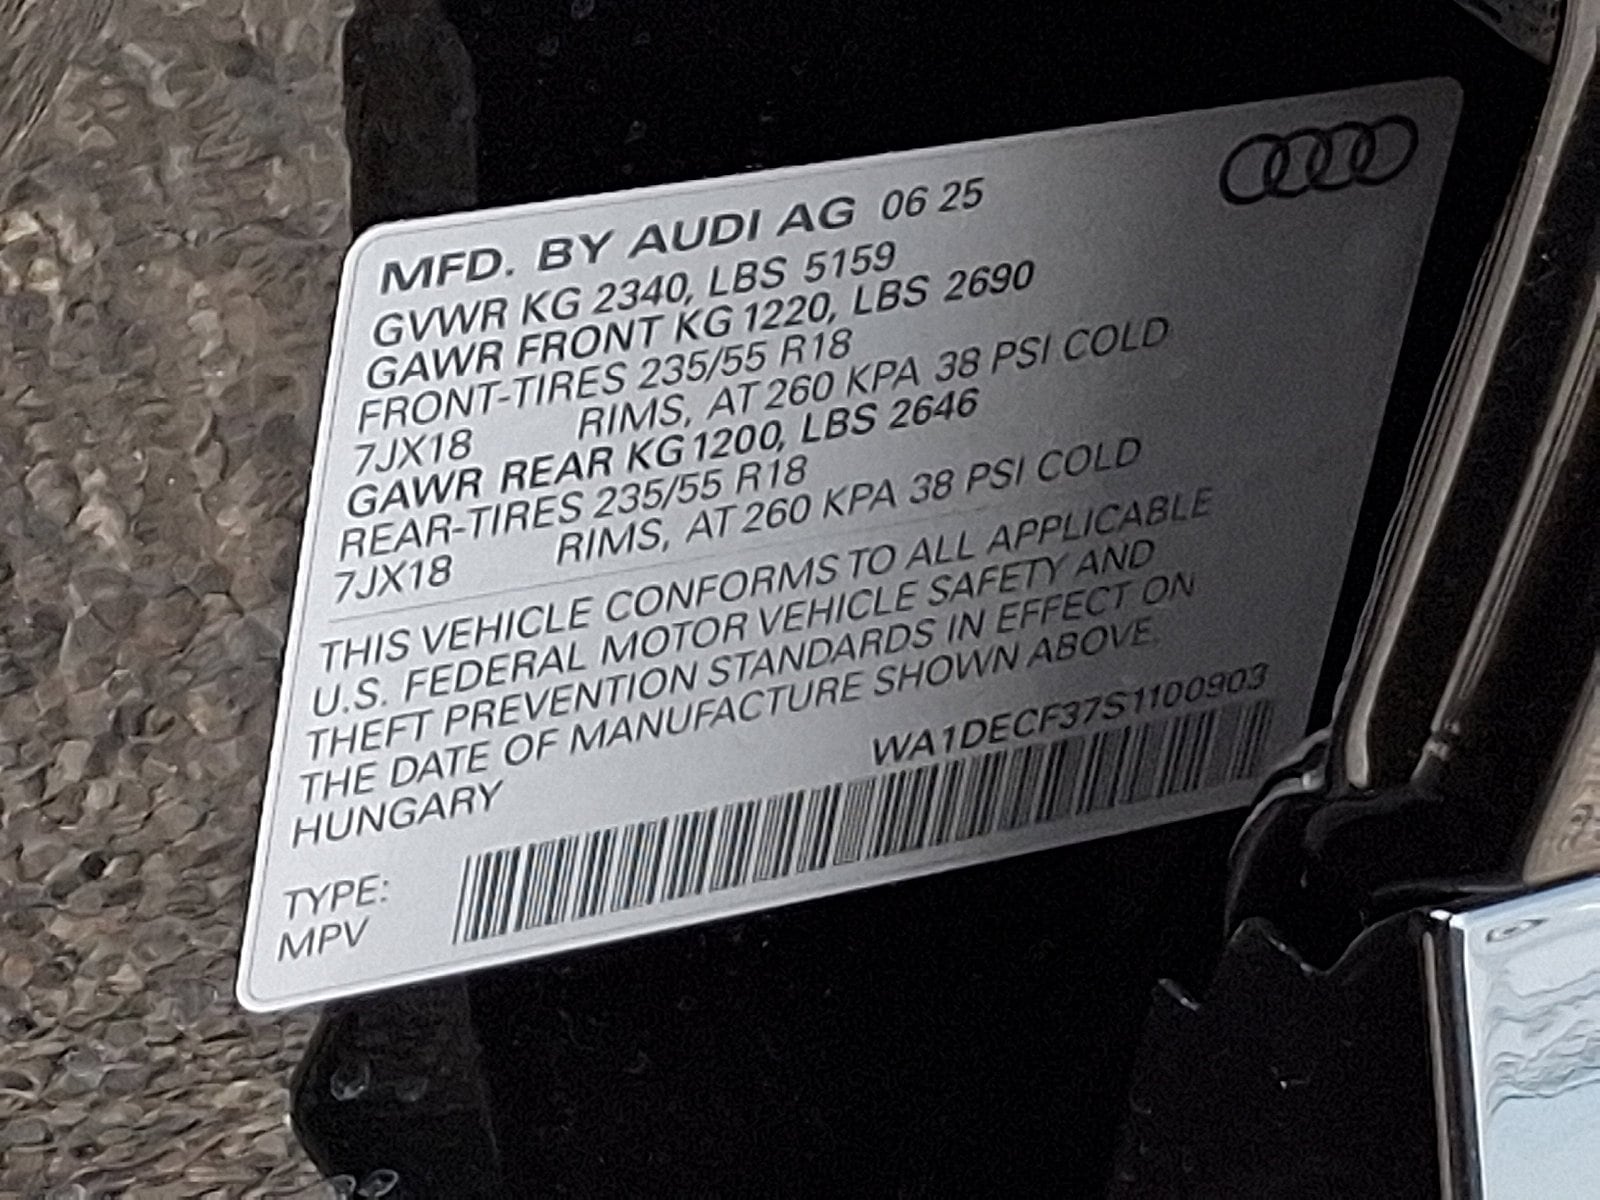 MFD. BY AUDI AG 06 25
GVWR KG 2340, LBS 5159
GAWR FRONT KG 1220, LBS 2690
FRONT-TIRES 235/55 R18
7JX18 RIMS, AT 260 KPA 38 PSI COLD
GAWR REAR KG 1200, LBS 2646
REAR-TIRES 235/55 R18
7JX18 RIMS, AT 260 KPA 38 PSI COLD
THIS VEHICLE CONFORMS TO ALL APPLICABLE
U.S. FEDERAL MOTOR VEHICLE SAFETY AND
THEFT PREVENTION STANDARDS IN EFFECT ON
THE DATE OF MANUFACTURE SHOWN ABOVE.
HUNGARY WA1DECF37S1100903
TYPE:
MPV